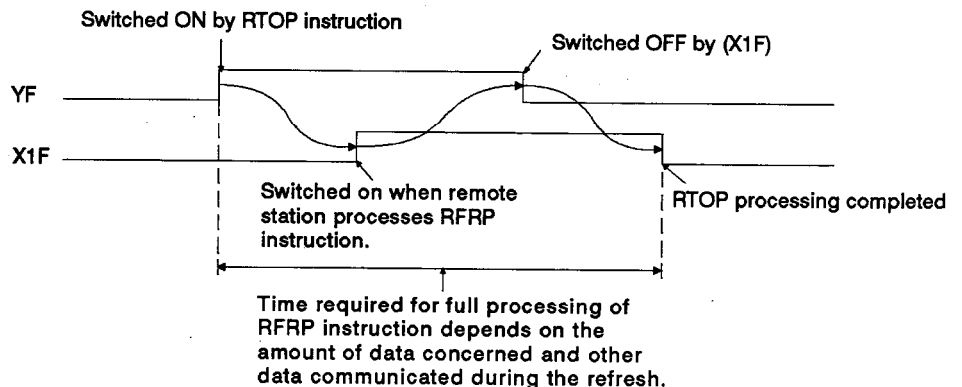 Switched ON by RTOP instruction
Switched OFF by (X1F)
YF
X1F
Switched on when remote
station processes RFRP
instruction.
RTOP processing completed
Time required for full processing of
RFRP instruction depends on the
amount of data concerned and other
data communicated during the refresh.